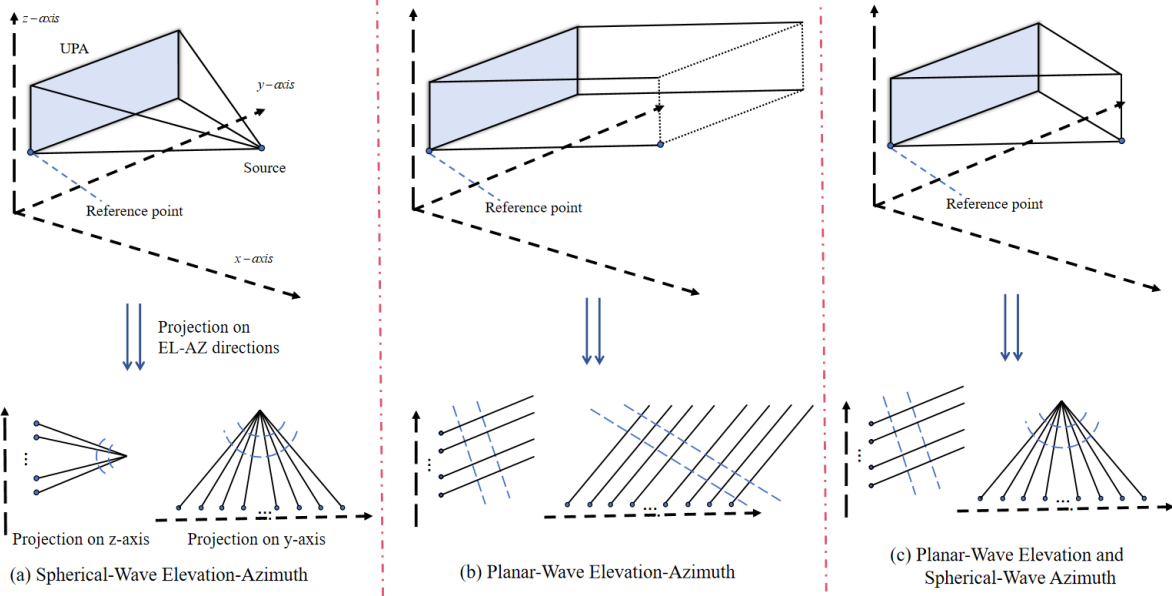 z-axis
UPA
y-axis
Source
Reference point
x-axis
Projection on
EL-AZ directions
...
...
Projection on z-axis
Projection on y-axis
(a) Spherical-Wave Elevation-Azimuth
Reference point
...
...
(b) Planar-Wave Elevation-Azimuth
Reference point
...
...
(c) Planar-Wave Elevation and
Spherical-Wave Azimuth